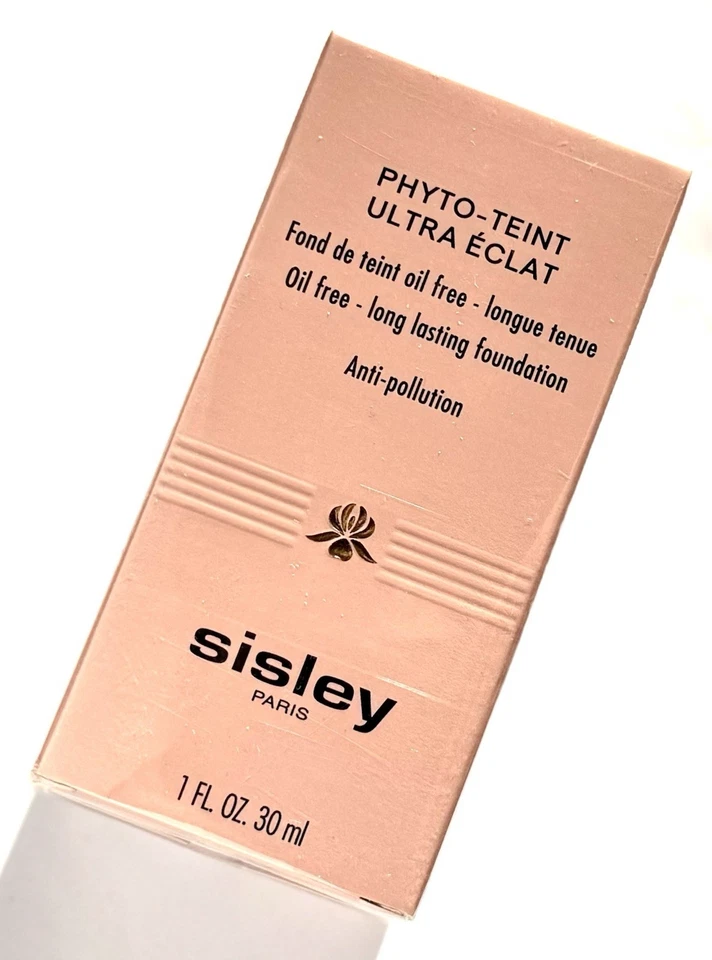 PHYTO-TEINT
ULTRA ÉCLAT
Fond de teint oil free - longue tenue
Oil free - long lasting foundation
Anti-pollution
sisley
PARIS
1 FL. OZ. 30 ml